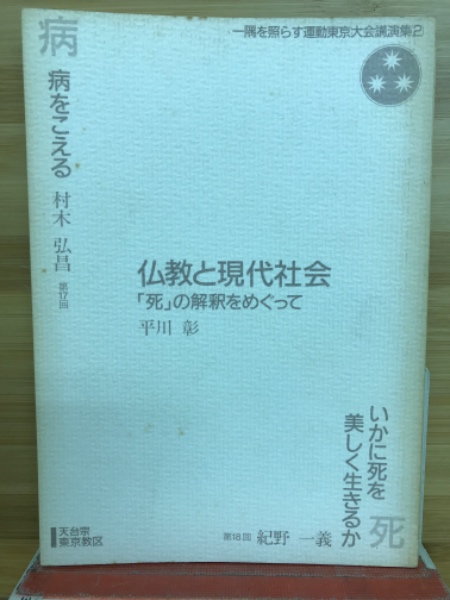 一隅を照らす運動東京大会講演集2
病
病をこえる
村木 弘昌
第17回
仏教と現代社会
「死」の解釈をめぐって
平川 彰
いかに死を
美しく生きるか
死
第18回 紀野 一義
天台宗
東京教区